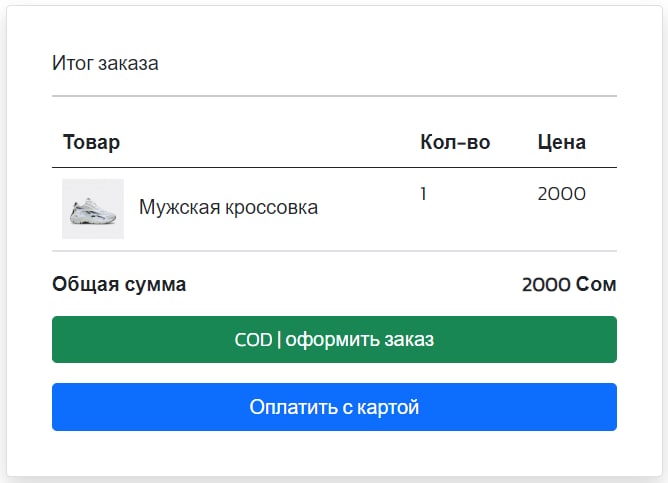 Итог заказа
Товар Кол-во Цена
Мужская кроссовка 1 2000
Общая сумма 2000 Сом
COD | оформить заказ
Оплатить с картой